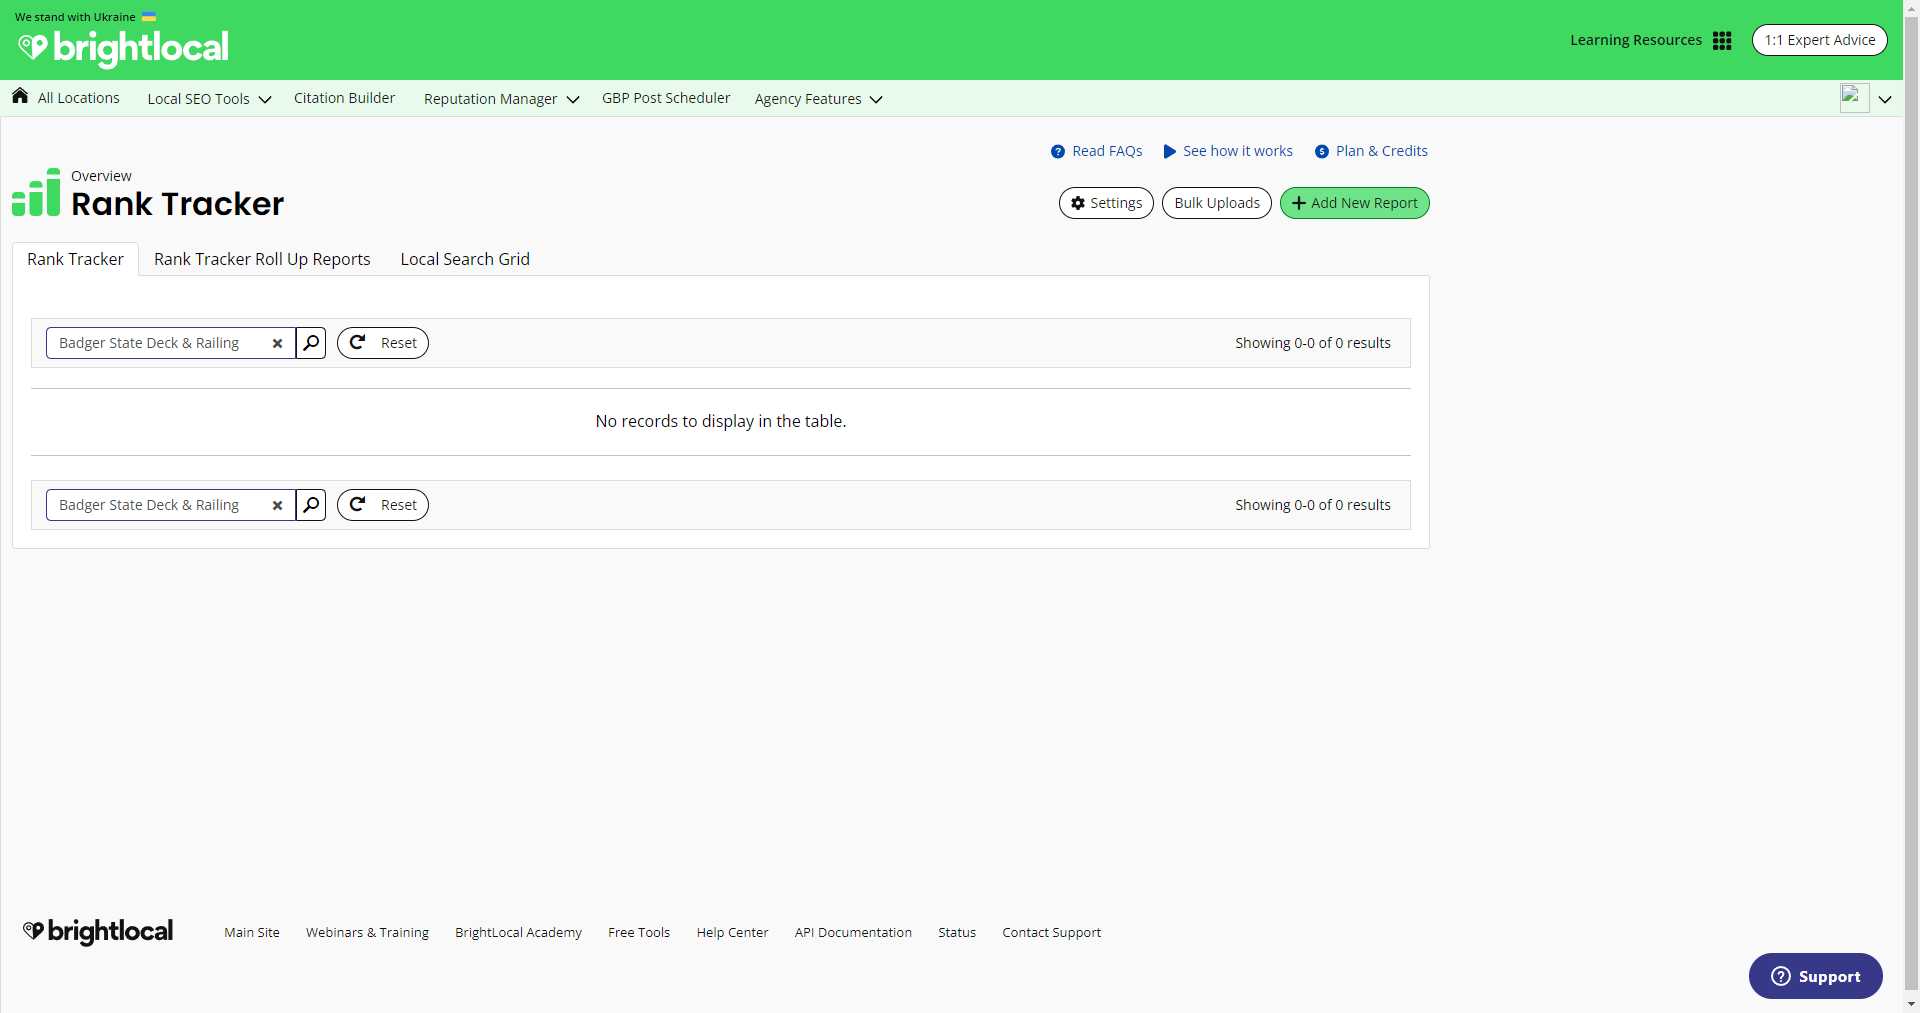 We stand with Ukraine
brightlocal
Learning Resources
1:1 Expert Advice
All Locations
Local SEO Tools
Citation Builder
Reputation Manager
GBP Post Scheduler
Agency Features
Read FAQs
See how it works
Plan & Credits
Overview
Rank Tracker
Settings
Bulk Uploads
Add New Report
Rank Tracker
Rank Tracker Roll Up Reports
Local Search Grid
Badger State Deck & Railing
Reset
Showing 0-0 of 0 results
No records to display in the table.
Badger State Deck & Railing
Reset
Showing 0-0 of 0 results
brightlocal
Main Site
Webinars & Training
BrightLocal Academy
Free Tools
Help Center
API Documentation
Status
Contact Support
Support